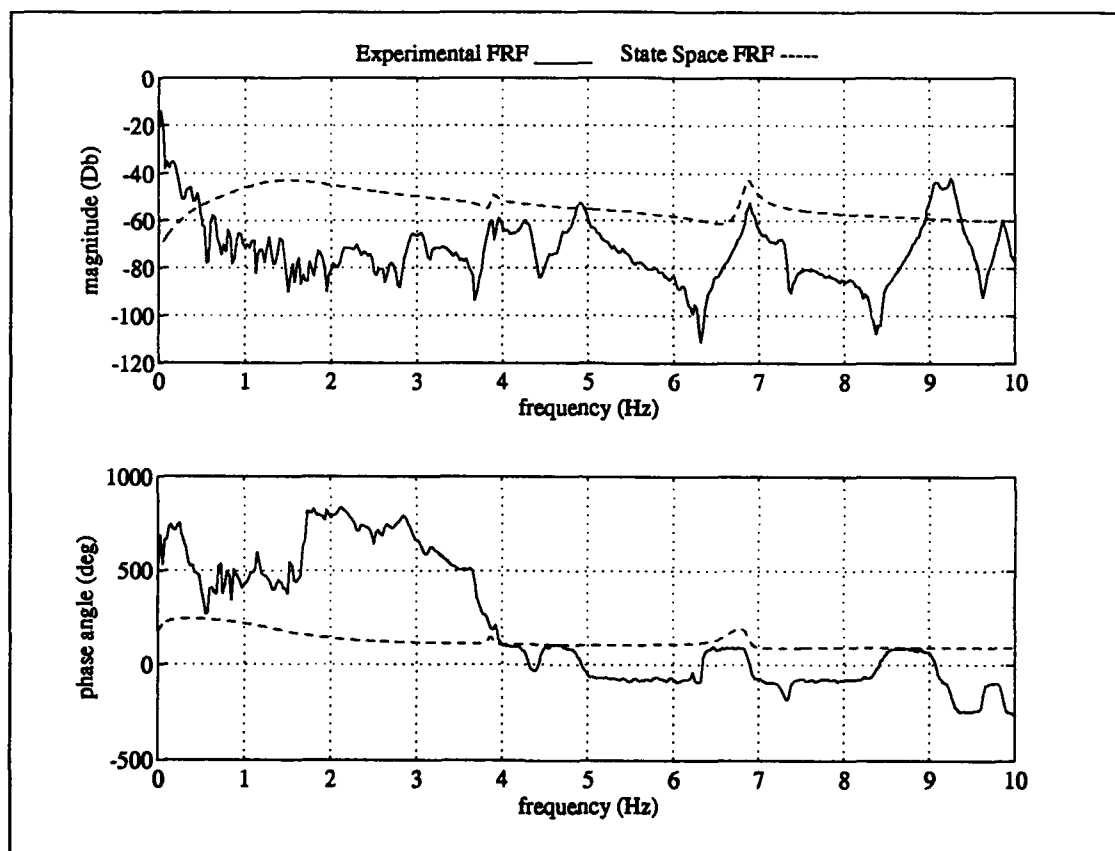 Experimental FRF _____ State Space FRF -----
0
-20
-40
-60
-80
-100
-120
magnitude (Db)
0 1 2 3 4 5 6 7 8 9 10
frequency (Hz)
1000
500
0
-500
phase angle (deg)
0 1 2 3 4 5 6 7 8 9 10
frequency (Hz)